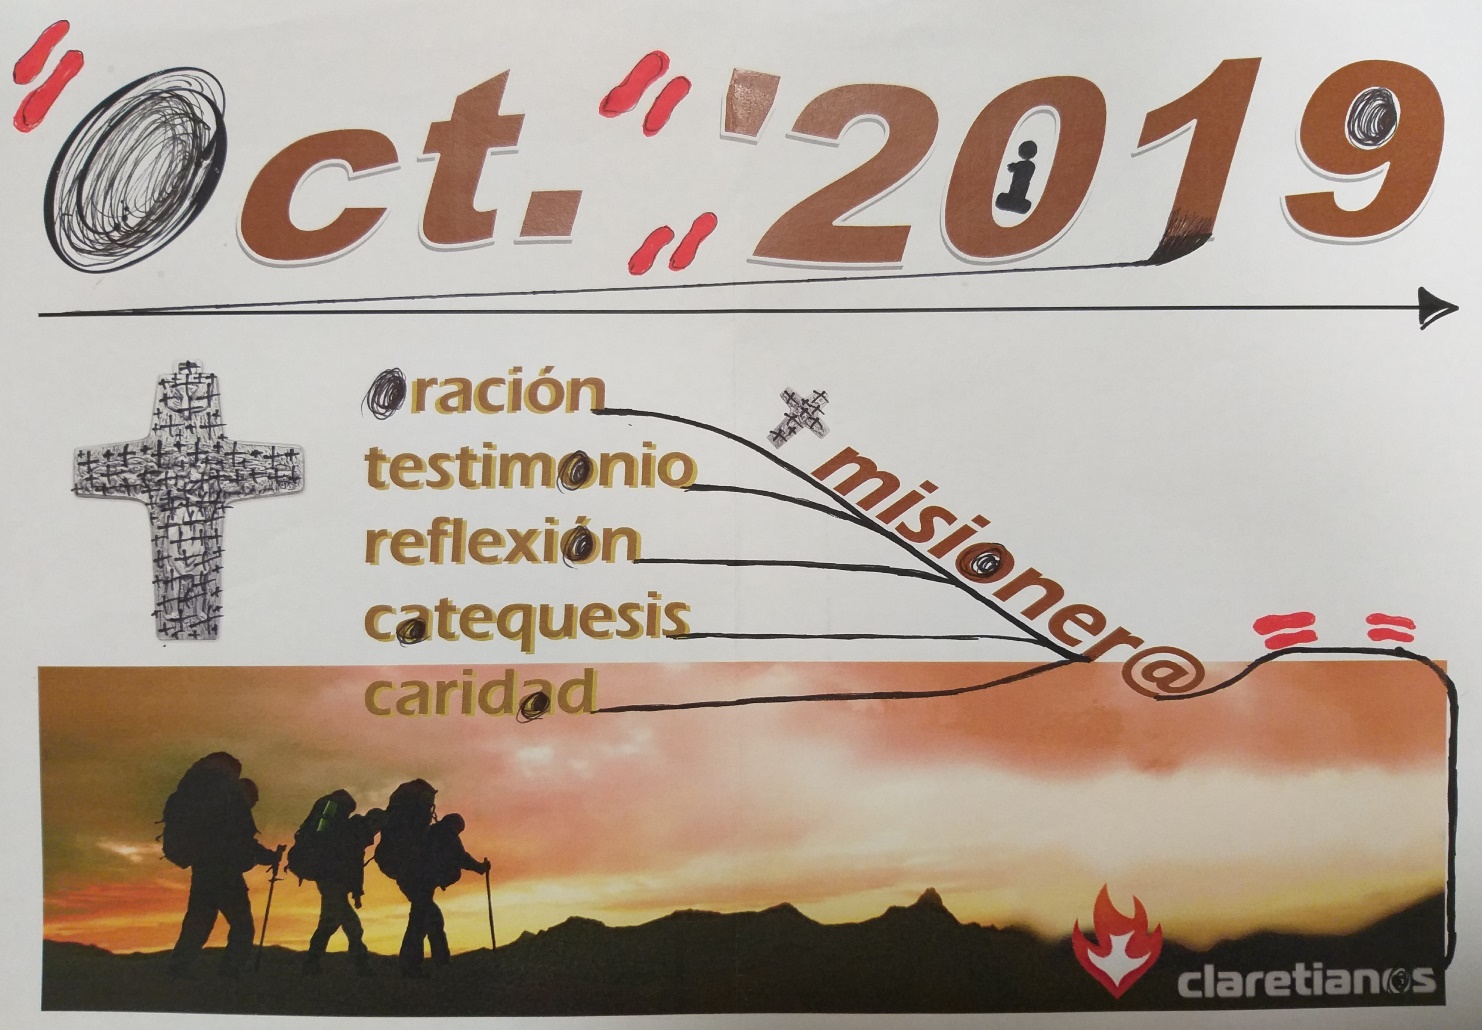 Oct. '2019
i
oración
testimonio
reflexión
catequesis
caridad
misioner@
claretianos